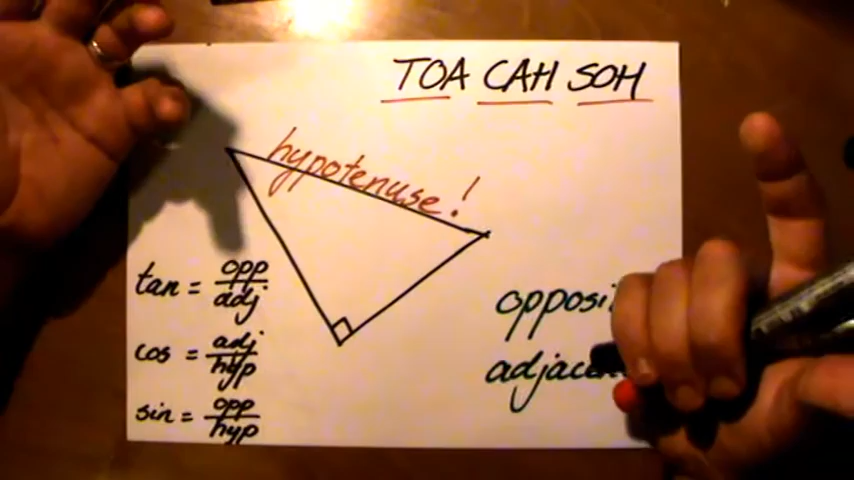 TOA CAH SOH
hypotenuse!
tan = opp/adj
cos = adj/hyp
sin = opp/hyp